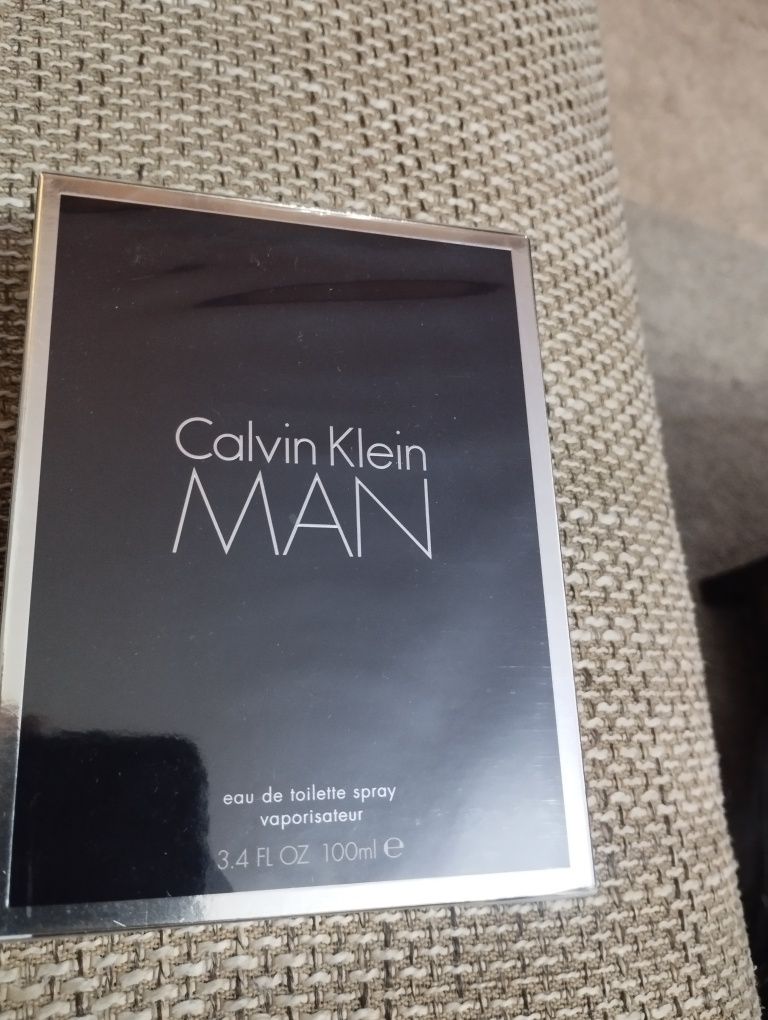 Calvin Klein
MAN
eau de toilette spray
vaporisateur
3.4 FL OZ 100ml ℮